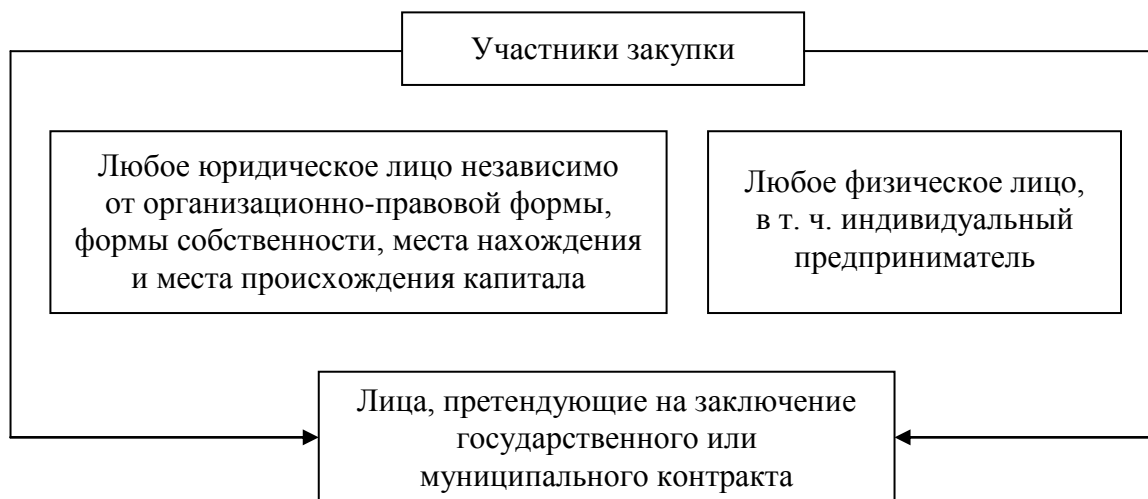 Участники закупки
Любое юридическое лицо независимо
от организационно-правовой формы,
формы собственности, места нахождения
и места происхождения капитала
Любое физическое лицо,
в т. ч. индивидуальный
предприниматель
Лица, претендующие на заключение
государственного или
муниципального контракта